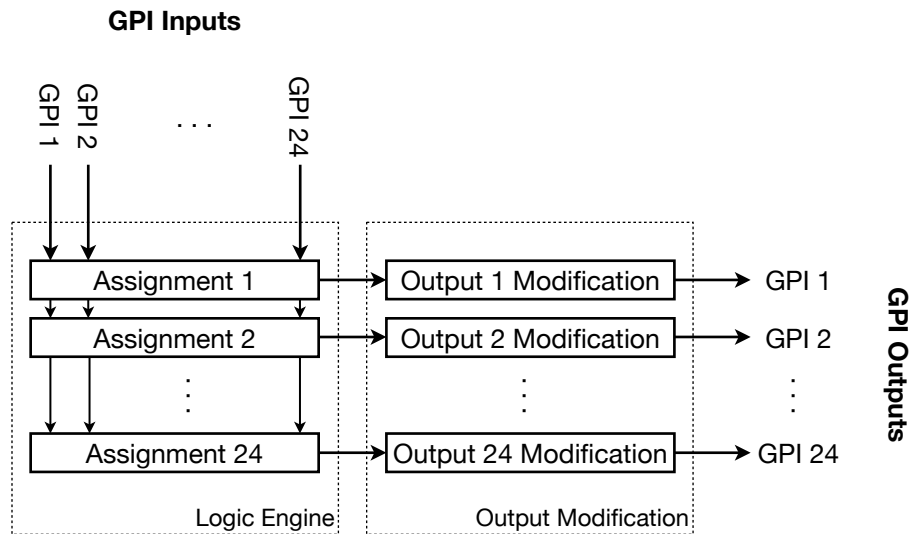 GPI Inputs
GPI 1
GPI 2
. . .
GPI 24
Assignment 1
Output 1 Modification
GPI 1
Assignment 2
Output 2 Modification
GPI 2
. . .
. . .
. . .
Assignment 24
Output 24 Modification
GPI 24
Logic Engine
Output Modification
GPI Outputs